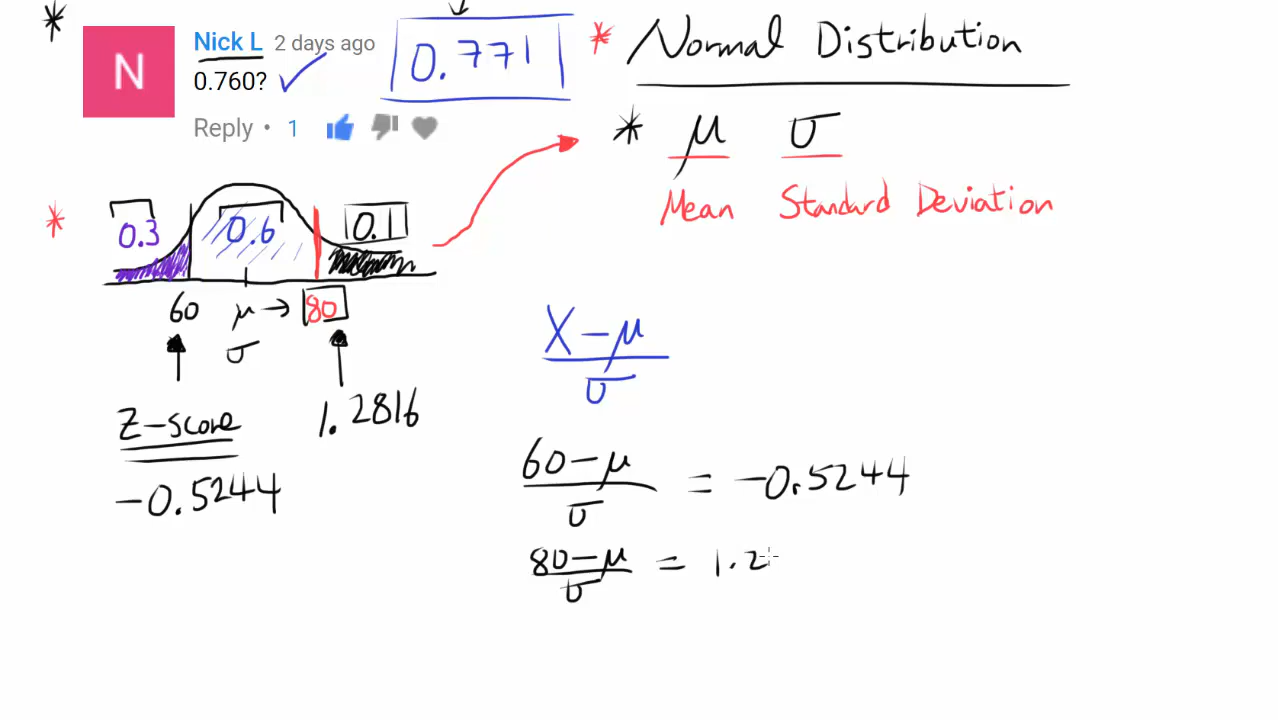 *
N
Nick L 2 days ago
0.760? ✓
Reply • 1
0.771
* Normal Distribution
* μ σ
Mean Standard Deviation
*
0.3 0.6 0.1
60 μ → 80
σ
Z-score
-0.5244
1.2816
X-μ
σ
60-μ
σ
= -0.5244
80-μ
σ
= 1.2